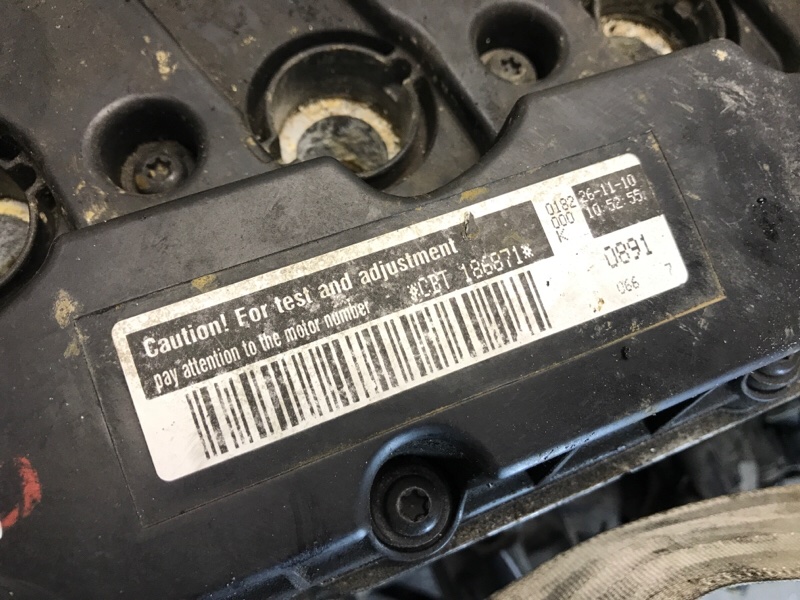 Caution! For test and adjustment
pay attention to the motor number
*CBT 186871*
0182
000
K
26-11-10
10:52:55
0891
066 7